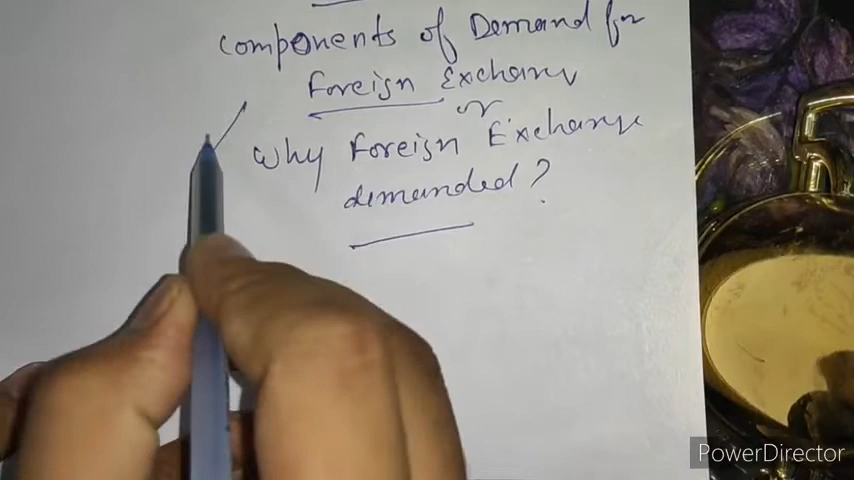 Components of Demand for
Foreign Exchange
or
Why Foreign Exchange
demanded?
PowerDirector